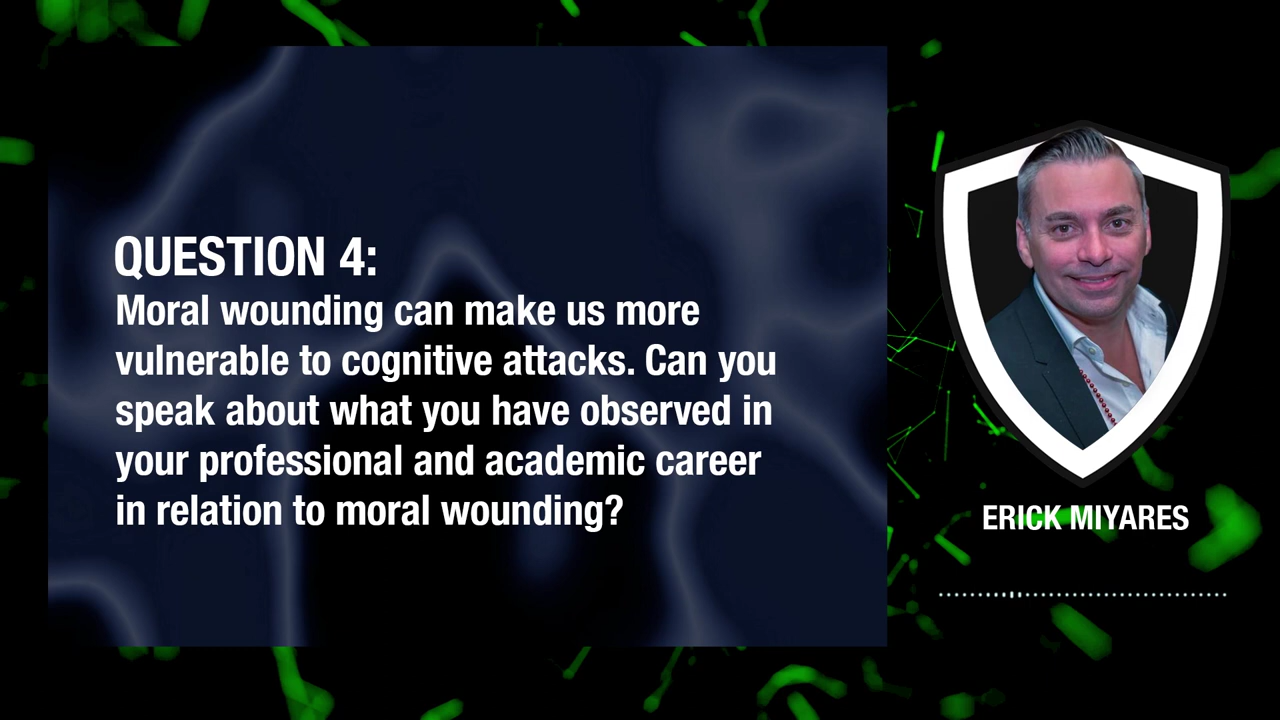 QUESTION 4:
Moral wounding can make us more
vulnerable to cognitive attacks. Can you
speak about what you have observed in
your professional and academic career
in relation to moral wounding?
ERICK MIYARES